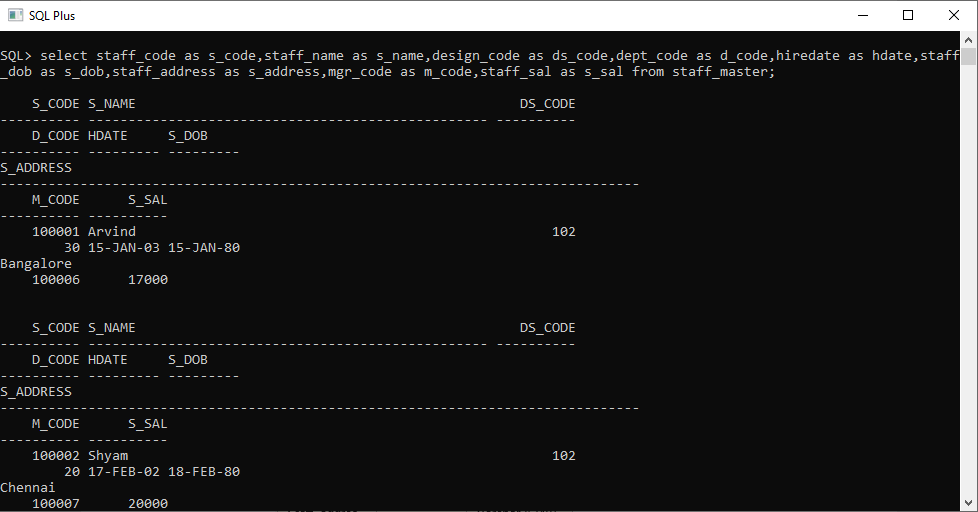 SQL Plus
SQL> select staff_code as s_code,staff_name as s_name,design_code as ds_code,dept_code as d_code,hiredate as hdate,staff
_dob as s_dob,staff_address as s_address,mgr_code as m_code,staff_sal as s_sal from staff_master;
    S_CODE S_NAME                                                DS_CODE
---------- -------------------------------------------------- ----------
    D_CODE HDATE     S_DOB
---------- --------- ---------
S_ADDRESS
--------------------------------------------------------------------------------
    M_CODE      S_SAL
---------- ----------
    100001 Arvind                                                    102
        30 15-JAN-03 15-JAN-80
Bangalore
    100006      17000
    S_CODE S_NAME                                                DS_CODE
---------- -------------------------------------------------- ----------
    D_CODE HDATE     S_DOB
---------- --------- ---------
S_ADDRESS
--------------------------------------------------------------------------------
    M_CODE      S_SAL
---------- ----------
    100002 Shyam                                                     102
        20 17-FEB-02 18-FEB-80
Chennai
    100007      20000